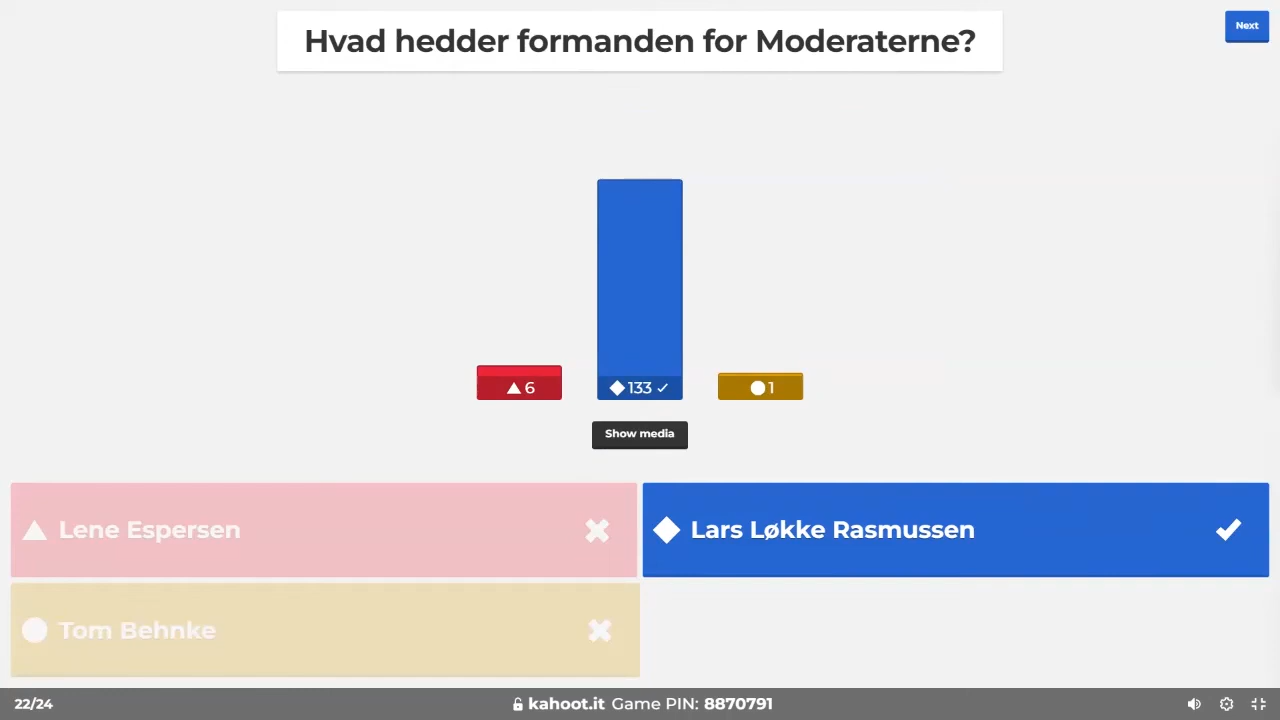 Hvad hedder formanden for Moderaterne?
Next
6
133
1
Show media
Lene Espersen
Lars Løkke Rasmussen
Tom Behnke
22/24
kahoot.it Game PIN: 8870791